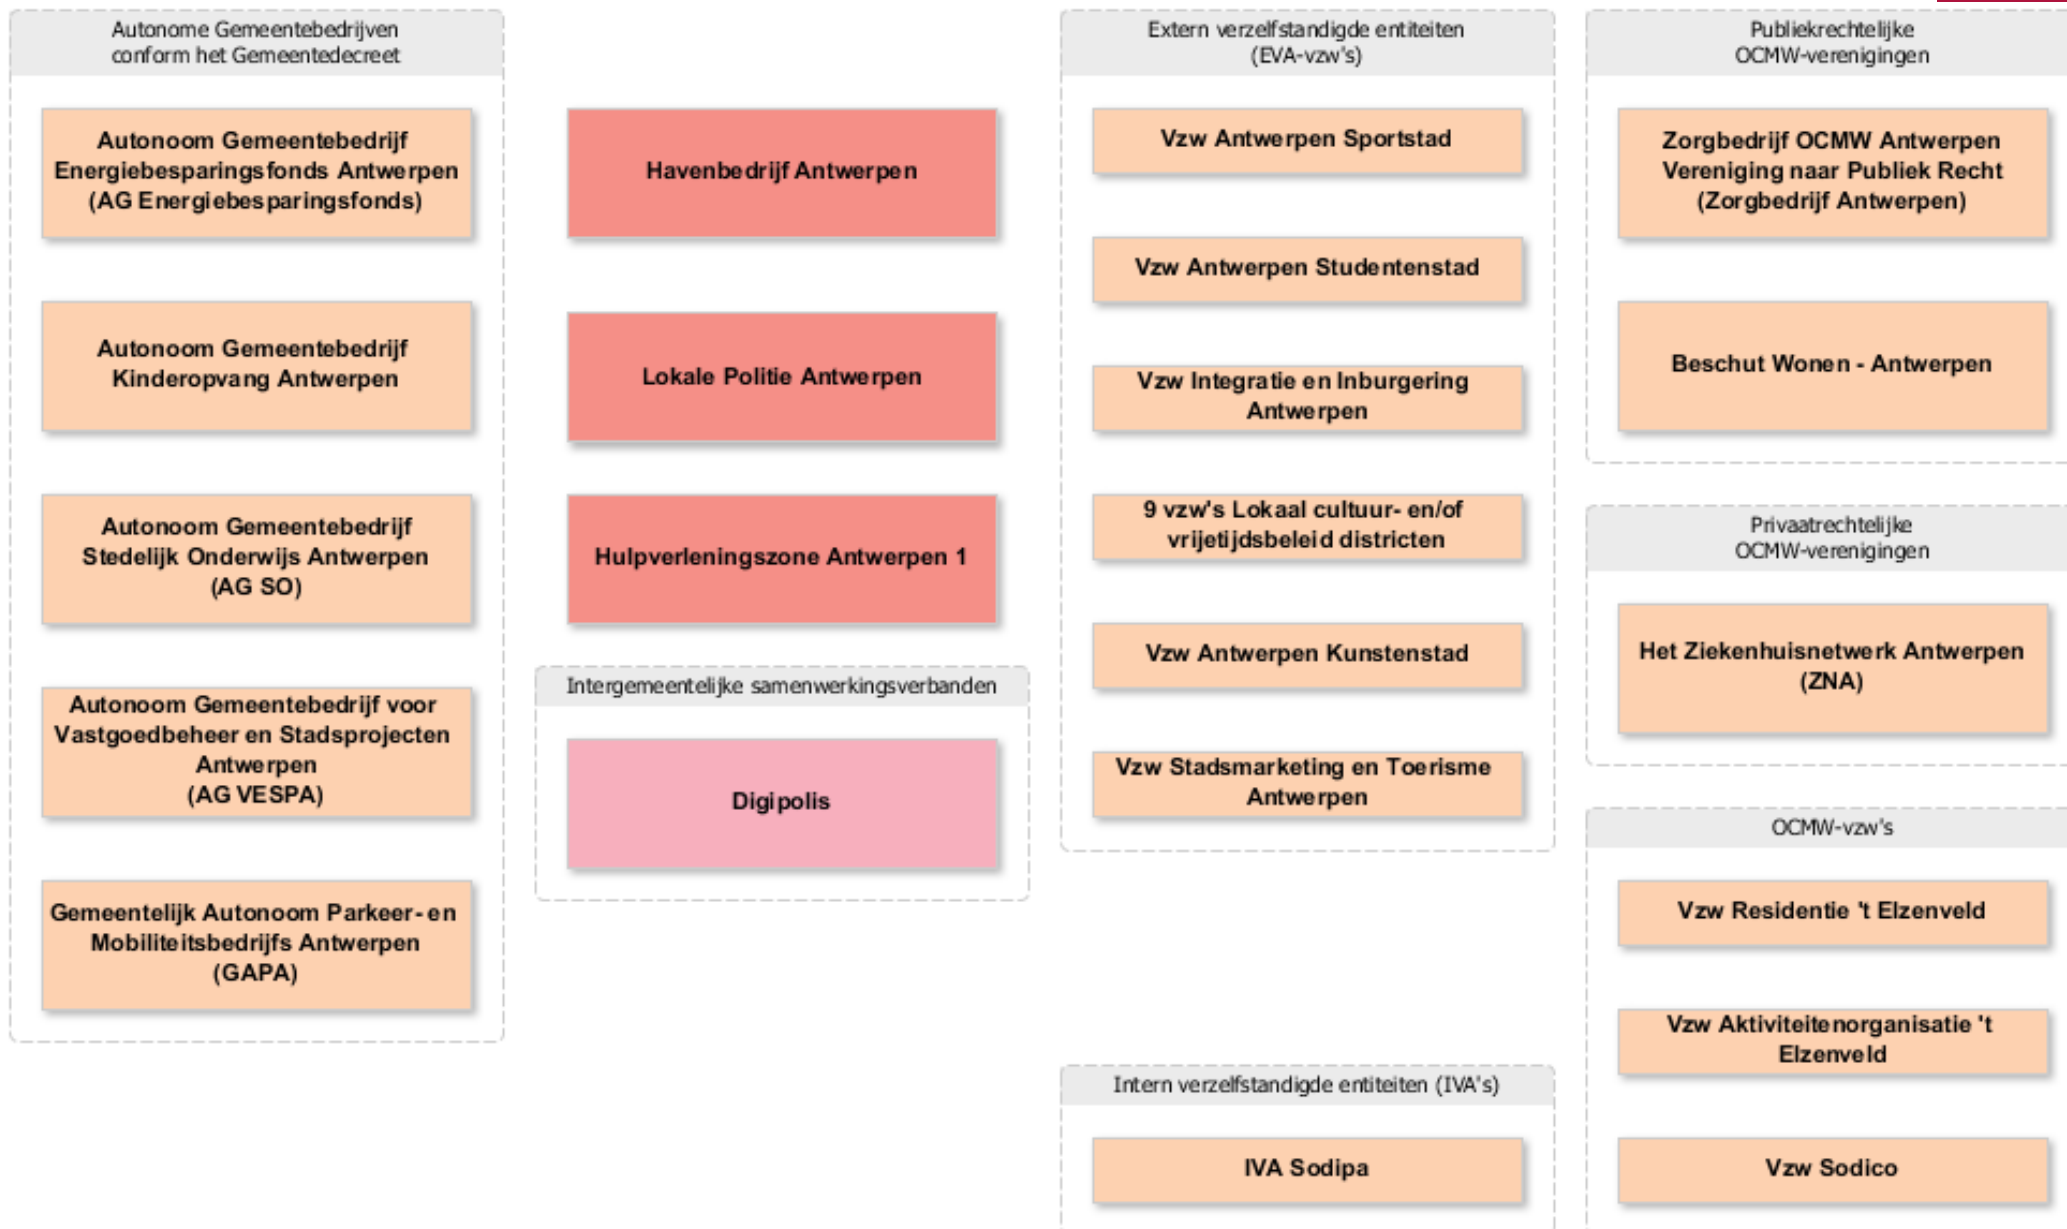 Autonome Gemeentebedrijven
conform het Gemeentedecreet
Autonoom Gemeentebedrijf
Energiebesparingsfonds Antwerpen
(AG Energiebesparingsfonds)
Autonoom Gemeentebedrijf
Kinderopvang Antwerpen
Autonoom Gemeentebedrijf
Stedelijk Onderwijs Antwerpen
(AG SO)
Autonoom Gemeentebedrijf voor
Vastgoedbeheer en Stadsprojecten
Antwerpen
(AG VESPA)
Gemeentelijk Autonoom Parkeer- en
Mobiliteitsbedrijfs Antwerpen
(GAPA)
Havenbedrijf Antwerpen
Lokale Politie Antwerpen
Hulpverleningszone Antwerpen 1
Intergemeentelijke samenwerkingsverbanden
Digipolis
Extern verzelfstandigde entiteiten
(EVA-vzw's)
Vzw Antwerpen Sportstad
Vzw Antwerpen Studentenstad
Vzw Integratie en Inburgering
Antwerpen
9 vzw's Lokaal cultuur- en/of
vrijetijdsbeleid districten
Vzw Antwerpen Kunstenstad
Vzw Stadsmarketing en Toerisme
Antwerpen
Intern verzelfstandigde entiteiten (IVA's)
IVA Sodipa
Publiekrechtelijke
OCMW-verenigingen
Zorgbedrijf OCMW Antwerpen
Vereniging naar Publiek Recht
(Zorgbedrijf Antwerpen)
Beschut Wonen - Antwerpen
Privaatrechtelijke
OCMW-verenigingen
Het Ziekenhuisnetwerk Antwerpen
(ZNA)
OCMW-vzw's
Vzw Residentie 't Elzenveld
Vzw Aktiviteitenorganisatie 't
Elzenveld
Vzw Sodico